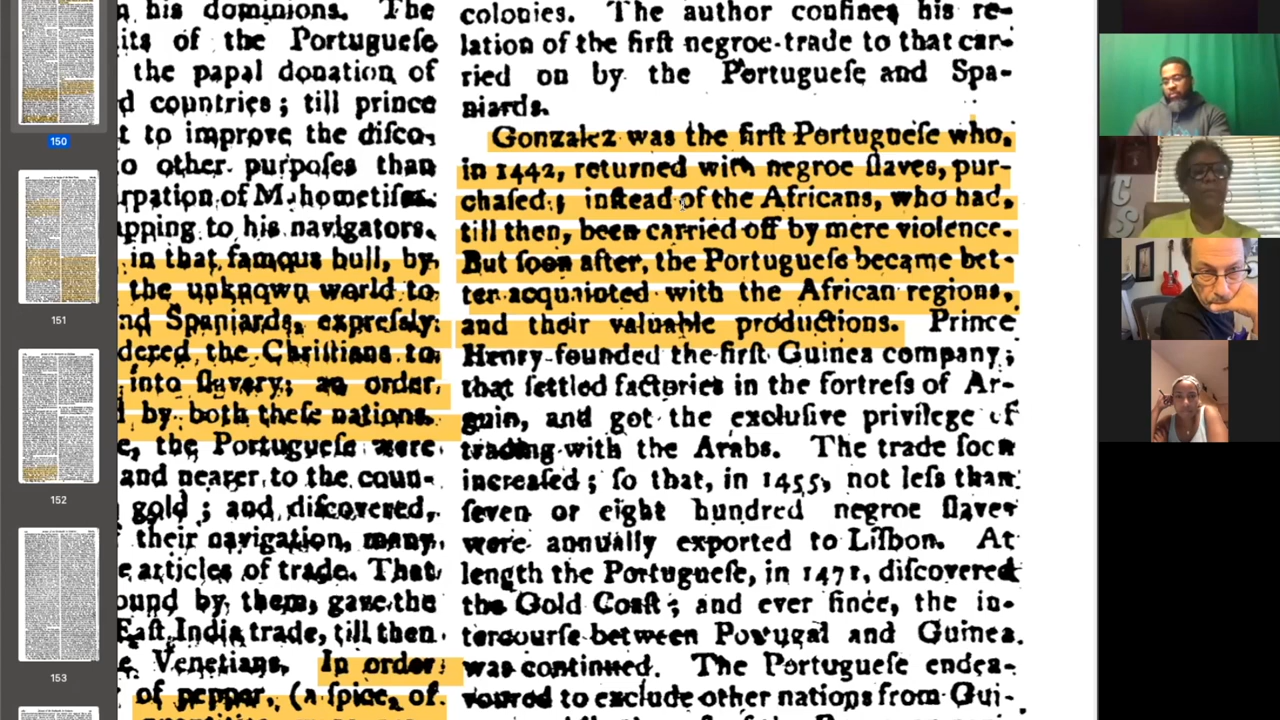 his dominions. The
its of the Portugueſe
the papal donation of
d countries; till prince
t to improve the diſco-
o other purpoſes than
rpation of Mahometiſm:
apping to his navigators,
in that famous bull, by
the unknown world to
nd Spaniards, expreſsly
dered the Chriſtians to
into ſlavery; an order
by both theſe nations.
e, the Portugueſe were
and nearer to the coun-
gold; and diſcovered,
their navigation, many
e articles of trade. That
ound by them, gave the
Eaſt India trade, till then
e Venetians. In order
of pepper, (a ſpice, of
colonies. The author confines his re-
lation of the firſt negroe-trade to that car-
ried on by the Portugueſe and Spa-
niards.
Gonzalez was the firſt Portugueſe who,
in 1442, returned with negroe ſlaves, pur-
chaſed; inſtead of the Africans, who had,
till then, been carried off by mere violence.
But ſoon after, the Portugueſe became bet-
ter acquainted with the African regions,
and their valuable productions. Prince
Henry founded the firſt Guinea company;
that ſettled factories in the fortreſs of Ar-
guin, and got the excluſive privilege of
trading with the Arabs. The trade ſoon
increaſed; ſo that, in 1455, not leſs than
ſeven or eight hundred negroe ſlaves
were annually exported to Liſbon. At
length the Portugueſe, in 1471, diſcovered
the Gold Coaſt; and ever ſince, the in-
tercourſe between Portugal and Guinea
was continued. The Portugueſe endea-
voured to exclude other nations from Gui-
150
151
152
153